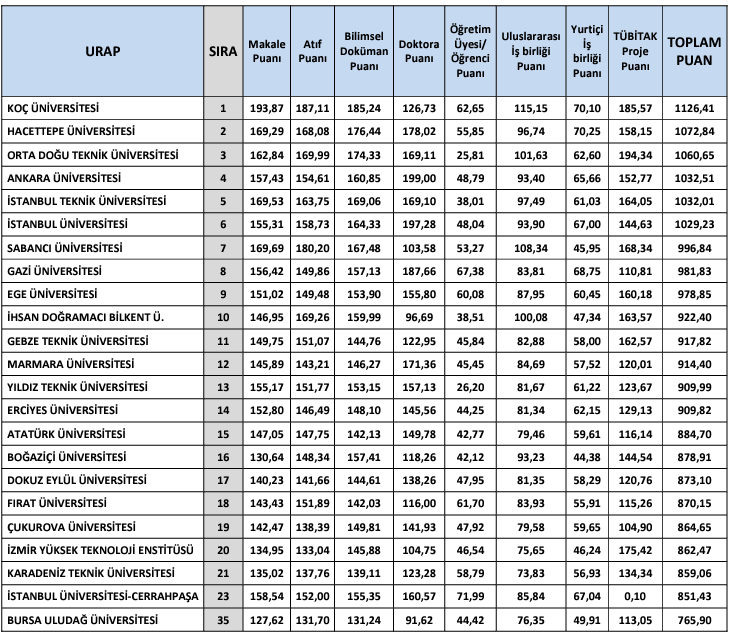 URAP SIRA Makale Puanı Atıf Puanı Bilimsel Doküman Puanı Doktora Puanı Öğretim Üyesi/ Öğrenci Puanı Uluslararası İş birliği Puanı Yurtiçi İş birliği Puanı TÜBİTAK Proje Puanı TOPLAM PUAN
KOÇ ÜNİVERSİTESİ 1 193,87 187,11 185,24 126,73 62,65 115,15 70,10 185,57 1126,41
HACETTEPE ÜNİVERSİTESİ 2 169,29 168,08 176,44 178,02 55,85 96,74 70,25 158,15 1072,84
ORTA DOĞU TEKNİK ÜNİVERSİTESİ 3 162,84 169,99 174,33 169,11 25,81 101,63 62,60 194,34 1060,65
ANKARA ÜNİVERSİTESİ 4 157,43 154,61 160,85 199,00 48,79 93,40 65,66 152,77 1032,51
İSTANBUL TEKNİK ÜNİVERSİTESİ 5 169,53 163,75 169,06 169,10 38,01 97,49 61,03 164,05 1032,01
İSTANBUL ÜNİVERSİTESİ 6 155,31 158,73 164,33 197,28 48,04 93,90 67,00 144,63 1029,23
SABANCI ÜNİVERSİTESİ 7 169,69 180,20 167,48 103,58 53,27 108,34 45,95 168,34 996,84
GAZİ ÜNİVERSİTESİ 8 156,42 149,86 157,13 187,66 67,38 83,81 68,75 110,81 981,83
EGE ÜNİVERSİTESİ 9 151,02 149,48 153,90 155,80 60,08 87,95 60,45 160,18 978,85
İHSAN DOĞRAMACI BİLKENT Ü. 10 146,95 169,26 159,99 96,69 38,51 100,08 47,34 163,57 922,40
GEBZE TEKNİK ÜNİVERSİTESİ 11 149,75 151,07 144,76 122,95 45,84 82,88 58,00 162,57 917,82
MARMARA ÜNİVERSİTESİ 12 145,89 143,21 146,27 171,36 45,45 84,69 57,52 120,01 914,40
YILDIZ TEKNİK ÜNİVERSİTESİ 13 155,17 151,77 153,15 157,13 26,20 81,67 61,22 123,67 909,99
ERCİYES ÜNİVERSİTESİ 14 152,80 146,49 148,10 145,56 44,25 81,34 62,15 129,13 909,82
ATATÜRK ÜNİVERSİTESİ 15 147,05 147,75 142,13 149,78 42,77 79,46 59,61 116,14 884,70
BOĞAZİÇİ ÜNİVERSİTESİ 16 130,64 148,34 157,41 118,26 42,12 93,23 44,38 144,54 878,91
DOKUZ EYLÜL ÜNİVERSİTESİ 17 140,23 141,66 144,61 138,26 47,95 81,35 58,29 120,76 873,10
FIRAT ÜNİVERSİTESİ 18 143,43 151,89 142,03 116,00 61,70 83,93 55,91 115,26 870,15
ÇUKUROVA ÜNİVERSİTESİ 19 142,47 138,39 149,81 141,93 47,92 79,58 59,65 104,90 864,65
İZMİR YÜKSEK TEKNOLOJİ ENSTİTÜSÜ 20 134,95 133,04 145,88 104,75 46,54 75,65 46,24 175,42 862,47
KARADENİZ TEKNİK ÜNİVERSİTESİ 21 135,02 137,76 139,11 123,28 58,79 73,83 56,93 134,34 859,06
İSTANBUL ÜNİVERSİTESİ-CERRAHPAŞA 23 158,54 152,00 155,35 160,57 71,99 85,84 67,04 0,10 851,43
BURSA ULUDAĞ ÜNİVERSİTESİ 35 127,62 131,70 131,24 91,62 44,42 76,35 49,91 113,05 765,90